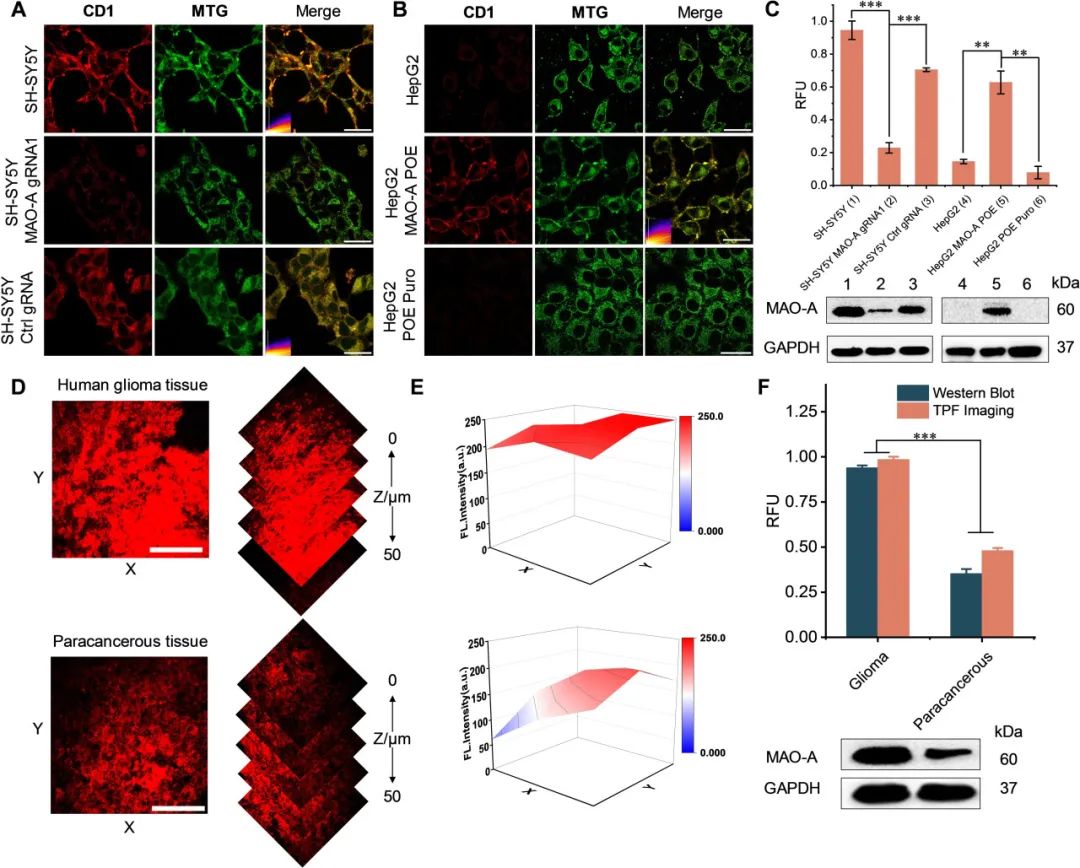 A
CD1
MTG
Merge
SH-SY5Y
SH-SY5Y
MAO-A gRNA1
SH-SY5Y
Ctrl gRNA
B
CD1
MTG
Merge
HepG2
HepG2
MAO-A POE
HepG2
POE Puro
C
RFU
1.0
0.8
0.6
0.4
0.2
0.0
***
***
**
**
SH-SY5Y (1)
SH-SY5Y MAO-A gRNA1 (2)
SH-SY5Y Ctrl gRNA (3)
HepG2 (4)
HepG2 MAO-A POE (5)
HepG2 POE Puro (6)
1 2 3 4 5 6 kDa
MAO-A 60
GAPDH 37
D
Human glioma tissue
Y
X
0
Z/μm
50
Paracancerous tissue
Y
X
0
Z/μm
50
E
FL.Intensity(a.u.)
250
200
150
100
50
0
X
Y
250.0
0.000
FL.Intensity(a.u.)
250
200
150
100
50
0
X
Y
250.0
0.000
F
Western Blot
TPF Imaging
RFU
1.25
1.00
0.75
0.50
0.25
0.00
***
Glioma
Paracancerous
kDa
MAO-A 60
GAPDH 37